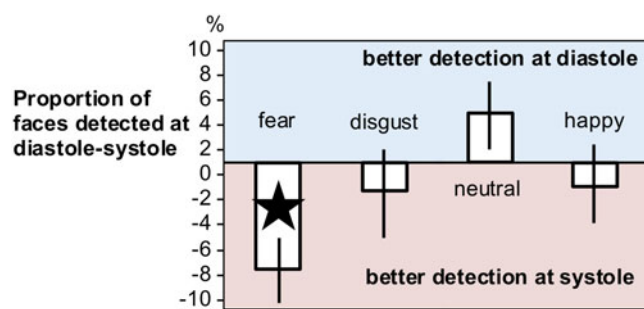 %
10
8
6
4
2
0
-2
-4
-6
-8
-10
Proportion of
faces detected at
diastole-systole
better detection at diastole
fear
disgust
happy
neutral
better detection at systole